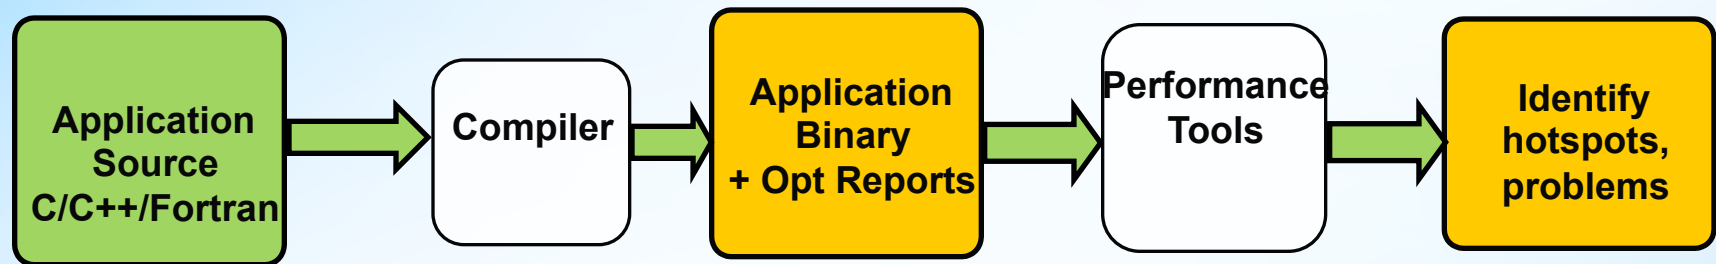 Application
Source
C/C++/Fortran
Compiler
Application
Binary
+ Opt Reports
Performance
Tools
Identify
hotspots,
problems